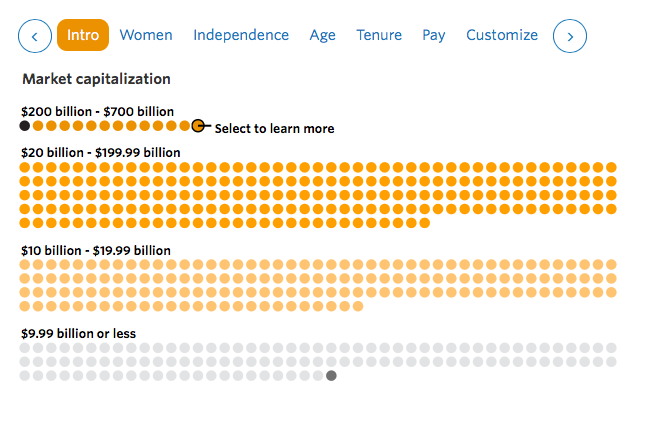 Intro Women Independence Age Tenure Pay Customize
Market capitalization
$200 billion - $700 billion
Select to learn more
$20 billion - $199.99 billion
$10 billion - $19.99 billion
$9.99 billion or less